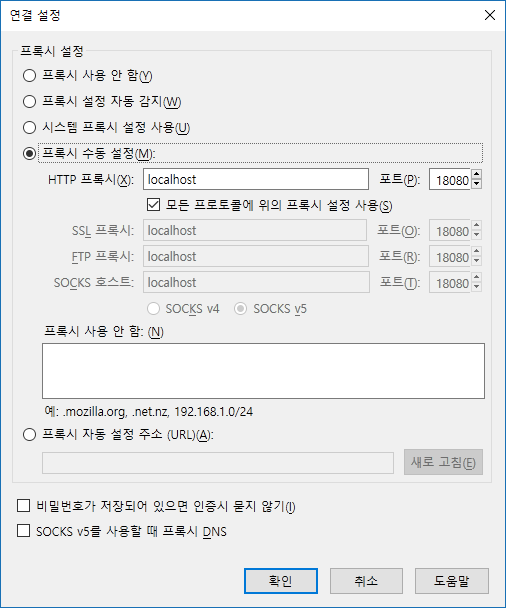 연결 설정
프록시 설정
프록시 사용 안 함(Y)
프록시 설정 자동 감지(W)
시스템 프록시 설정 사용(U)
프록시 수동 설정(M):
HTTP 프록시(X): localhost 포트(P): 18080
모든 프로토콜에 위의 프록시 설정 사용(S)
SSL 프록시: localhost 포트(O): 18080
FTP 프록시: localhost 포트(R): 18080
SOCKS 호스트: localhost 포트(T): 18080
SOCKS v4 SOCKS v5
프록시 사용 안 함: (N)
예: .mozilla.org, .net.nz, 192.168.1.0/24
프록시 자동 설정 주소 (URL)(A):
새로 고침(E)
비밀번호가 저장되어 있으면 인증시 묻지 않기(I)
SOCKS v5를 사용할 때 프록시 DNS
확인 취소 도움말